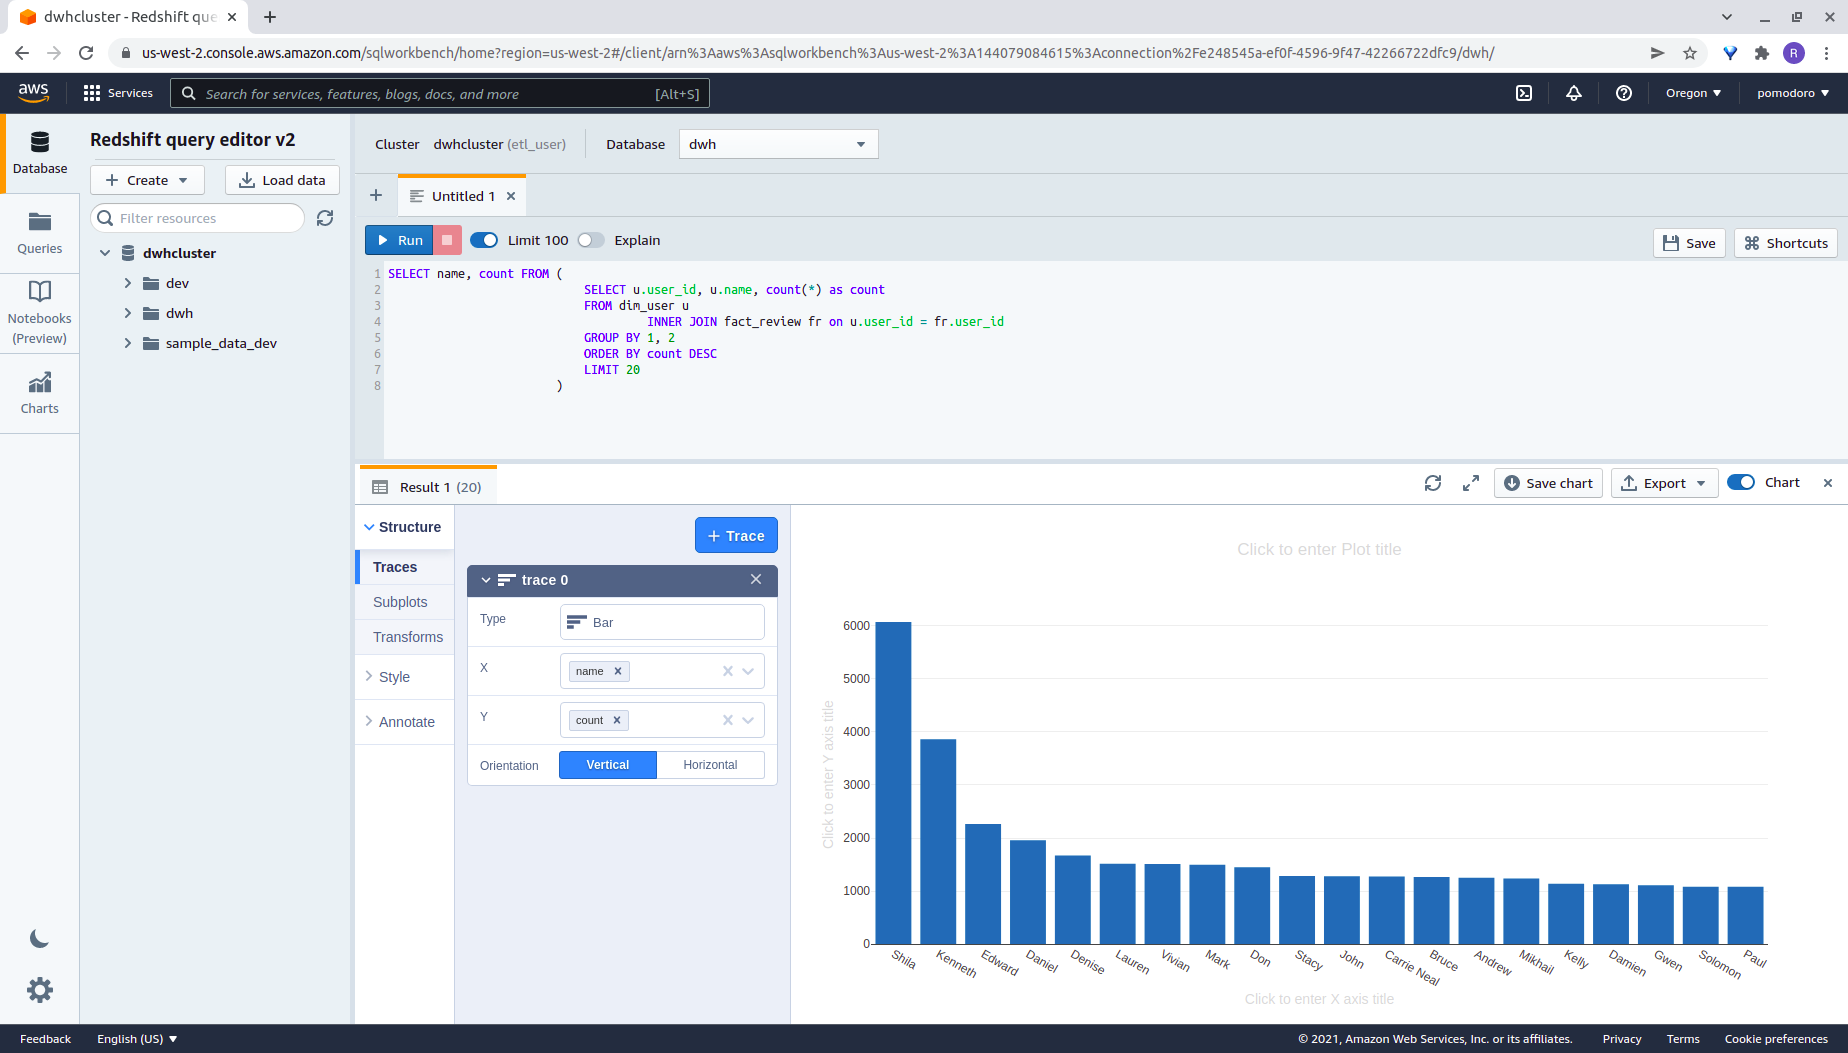 dwhcluster - Redshift que
us-west-2.console.aws.amazon.com/sqlworkbench/home?region=us-west-2#/client/arn%3Aaws%3Asqlworkbench%3Aus-west-2%3A144079084615%3Aconnection%2Fe248545a-ef0f-4596-9f47-42266722dfc9/dwh/
R
aws
Services
Search for services, features, blogs, docs, and more
[Alt+S]
Oregon
pomodoro
Database
Queries
Notebooks
(Preview)
Charts
Redshift query editor v2
Create
Load data
Filter resources
dwhcluster
dev
dwh
sample_data_dev
Cluster dwhcluster (etl_user)
Database dwh
Untitled 1
Run
Limit 100
Explain
Save
Shortcuts
1 SELECT name, count FROM (
2 SELECT u.user_id, u.name, count(*) as count
3 FROM dim_user u
4 INNER JOIN fact_review fr on u.user_id = fr.user_id
5 GROUP BY 1, 2
6 ORDER BY count DESC
7 LIMIT 20
8 )
Result 1 (20)
Save chart
Export
Chart
Structure
Traces
Subplots
Transforms
Style
Annotate
Trace
trace 0
Type Bar
X name
Y count
Orientation Vertical Horizontal
Click to enter Plot title
Click to enter Y axis title
6000
5000
4000
3000
2000
1000
0
Shila
Kenneth
Edward
Daniel
Denise
Lauren
Vivian
Mark
Don
Stacy
John
Carrie Neal
Bruce
Andrew
Mikhail
Kelly
Damien
Gwen
Solomon
Paul
Click to enter X axis title
Feedback
English (US)
© 2021, Amazon Web Services, Inc. or its affiliates.
Privacy
Terms
Cookie preferences